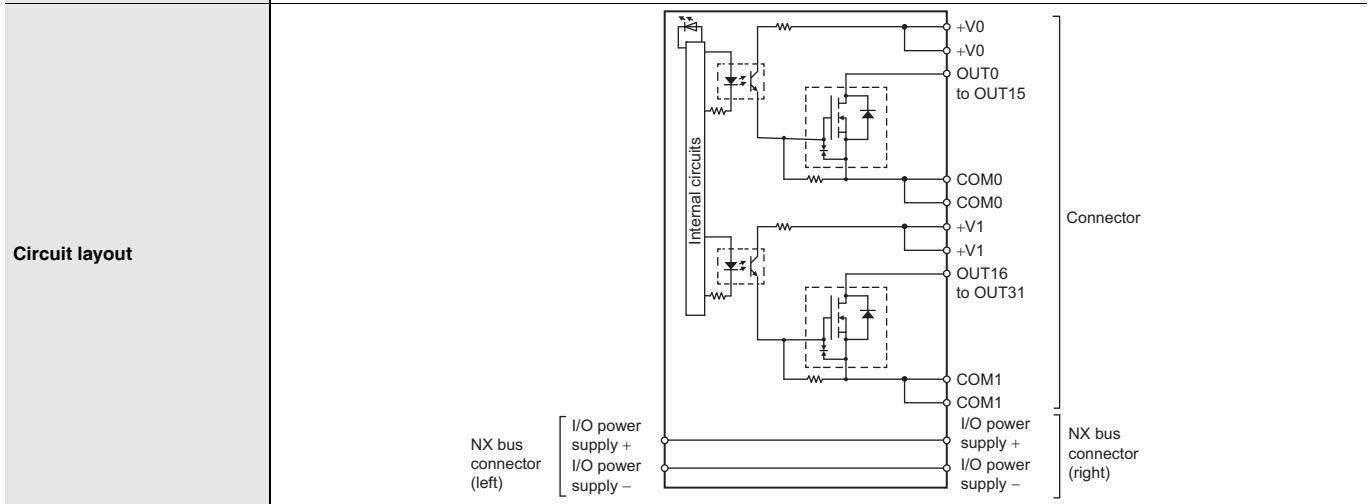 Circuit layout
Internal circuits
+V0
+V0
OUT0
to OUT15
COM0
COM0
+V1
+V1
OUT16
to OUT31
COM1
COM1
Connector
NX bus
connector
(left)
I/O power
supply +
I/O power
supply −
I/O power
supply +
I/O power
supply −
NX bus
connector
(right)